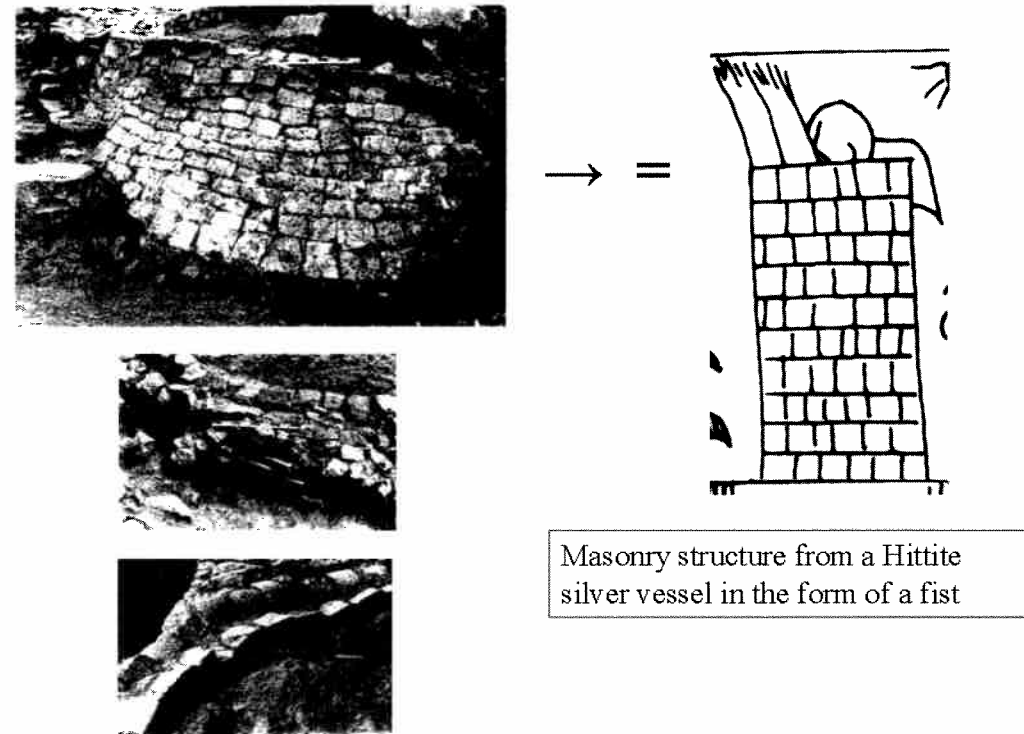 → =
Masonry structure from a Hittite
silver vessel in the form of a fist